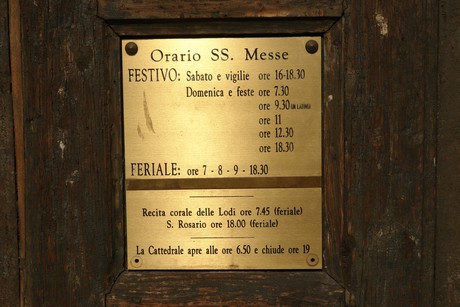 Orario SS. Messe
FESTIVO: Sabato e vigilie ore 16-18.30
Domenica e feste ore 7.30
ore 9.30
ore 11
ore 12.30
ore 18.30
FERIALE: ore 7 - 8 - 9 - 18.30
Recita corale delle Lodi ore 7.45 (feriale)
S. Rosario ore 18.00 (feriale)
La Cattedrale apre alle ore 6.50 e chiude ore 19